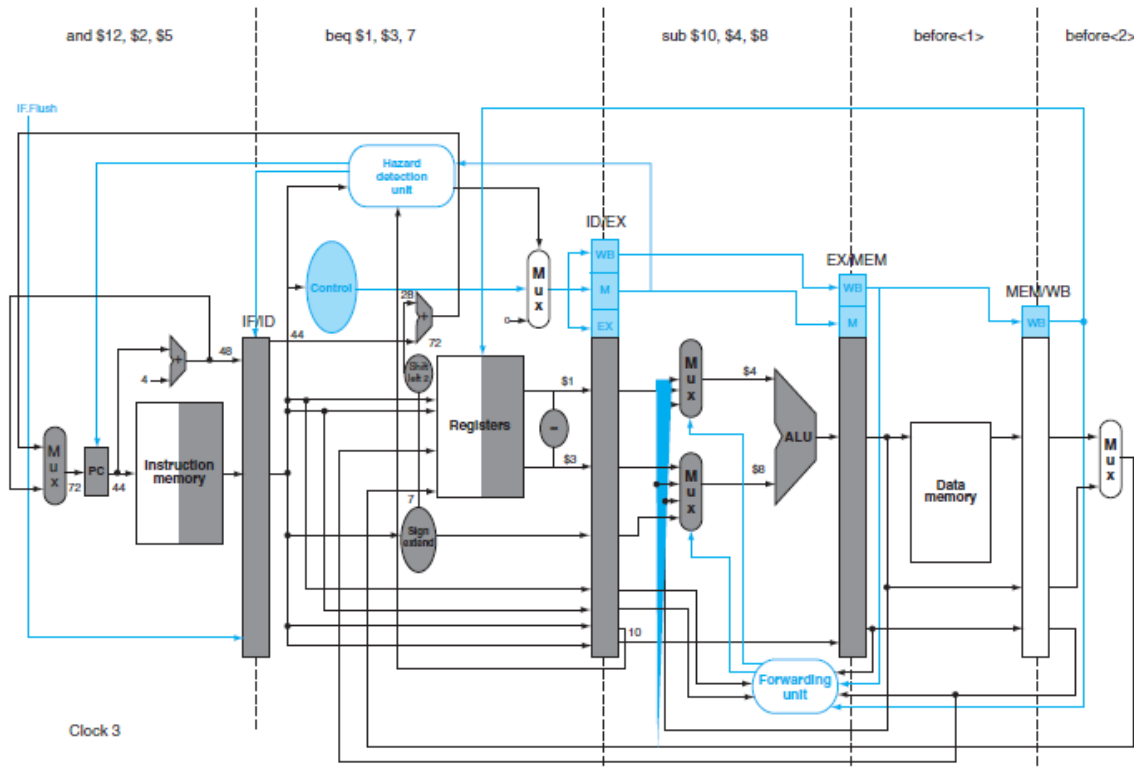 and $12, $2, $5
beq $1, $3, 7
sub $10, $4, $8
before<1>
before<2>
IF.Flush
Hazard
detection
unit
ID/EX
WB
M
EX
EX/MEM
WB
M
MEM/WB
WB
Control
M
u
x
0
IF/ID
28
+
44
72
48
+
4
Shift
left 2
Registers
$1
=
$3
M
u
x
$4
ALU
M
u
x
$8
M
u
x
72
PC
44
Instruction
memory
7
Sign
extend
Data
memory
M
u
x
10
Forwarding
unit
Clock 3